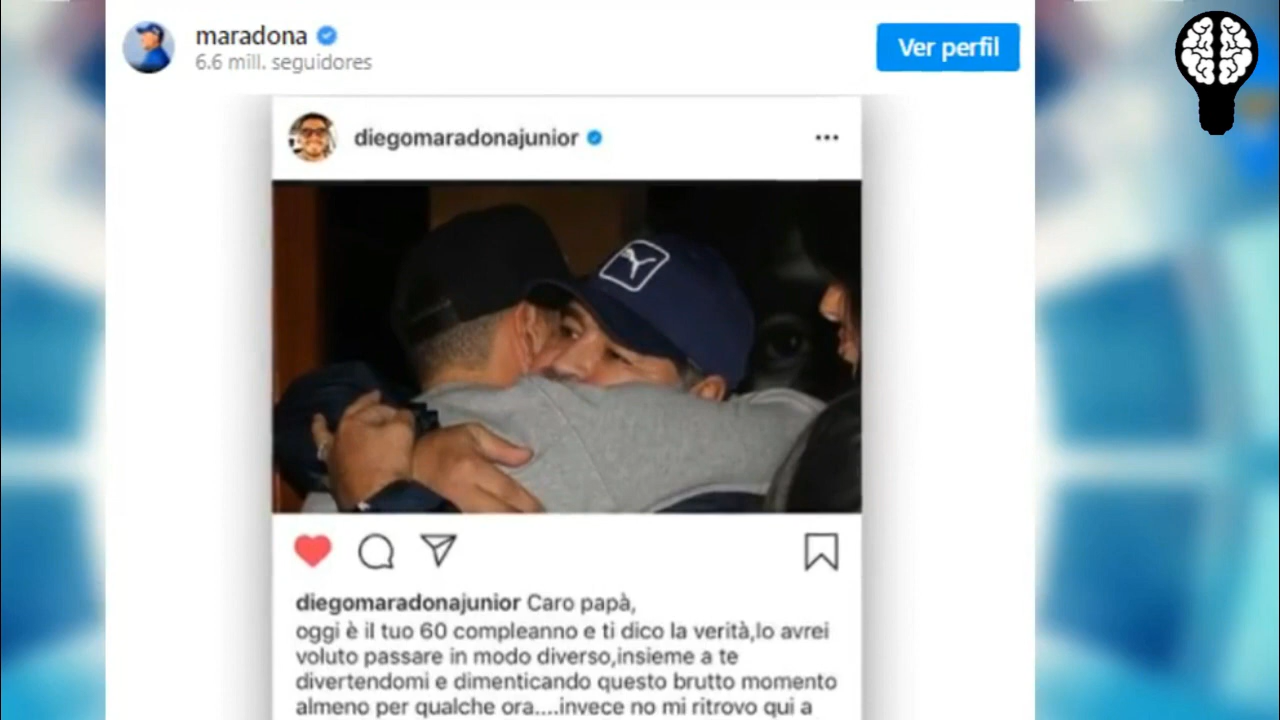 maradona
6.6 mill. seguidores
Ver perfil
diegomaradonajunior
diegomaradonajunior Caro papà,
oggi è il tuo 60 compleanno e ti dico la verità,lo avrei
voluto passare in modo diverso,insieme a te
divertendomi e dimenticando questo brutto momento
almeno per qualche ora....invece no mi ritrovo qui a